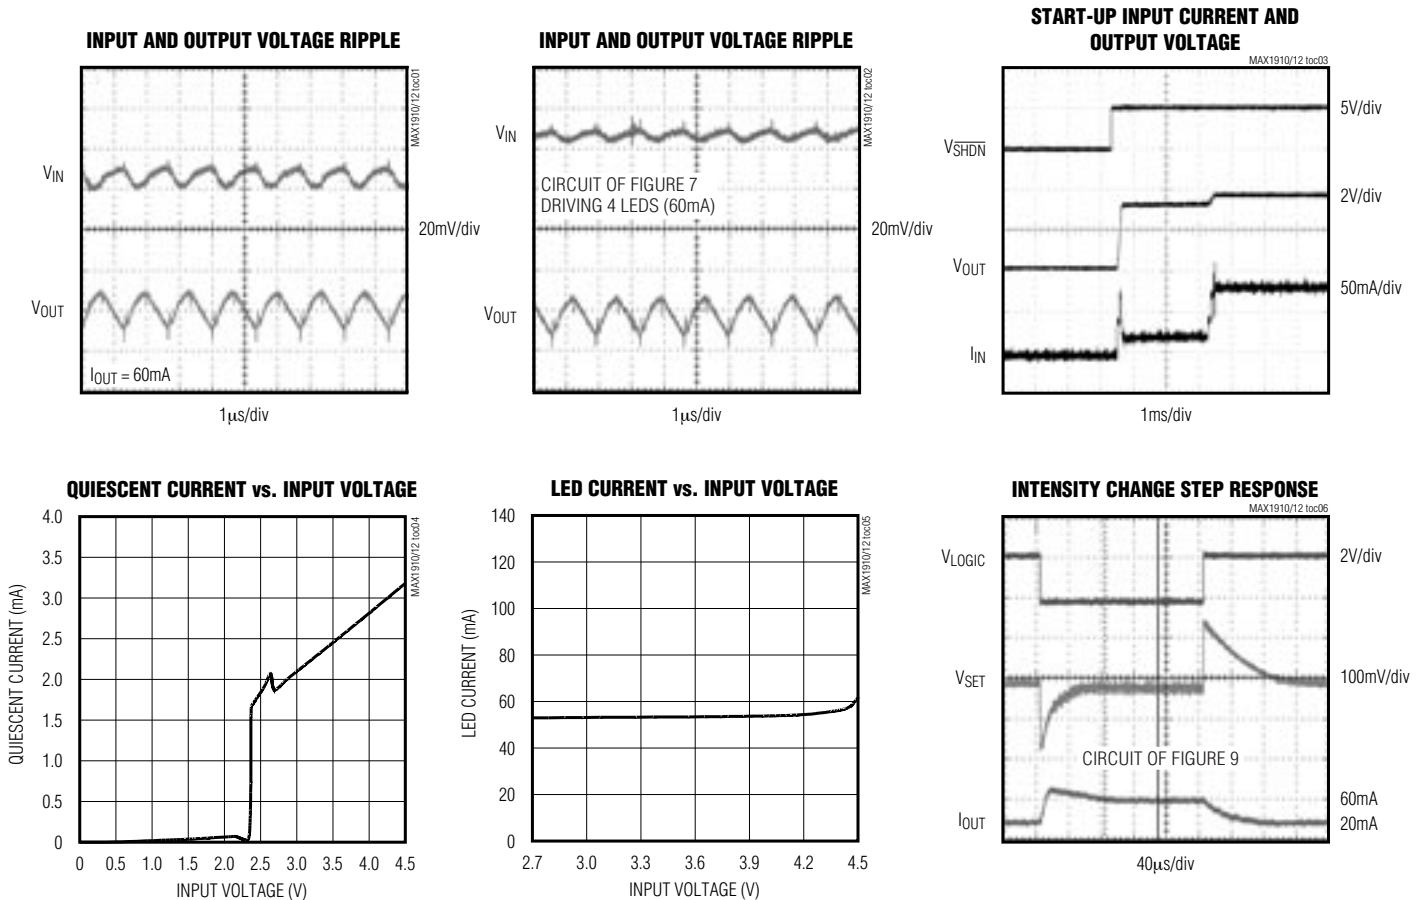 INPUT AND OUTPUT VOLTAGE RIPPLE
MAX1910/12 toc01
VIN
20mV/div
VOUT
IOUT = 60mA
1μs/div
INPUT AND OUTPUT VOLTAGE RIPPLE
MAX1910/12 toc02
VIN
CIRCUIT OF FIGURE 7
DRIVING 4 LEDS (60mA)
20mV/div
VOUT
1μs/div
START-UP INPUT CURRENT AND
OUTPUT VOLTAGE
MAX1910/12 toc03
5V/div
VSHDN
2V/div
VOUT
50mA/div
IIN
1ms/div
QUIESCENT CURRENT vs. INPUT VOLTAGE
MAX1910/12 toc04
QUIESCENT CURRENT (mA)
4.0
3.5
3.0
2.5
2.0
1.5
1.0
0.5
0
0 0.5 1.0 1.5 2.0 2.5 3.0 3.5 4.0 4.5
INPUT VOLTAGE (V)
LED CURRENT vs. INPUT VOLTAGE
MAX1910/12 toc05
LED CURRENT (mA)
140
120
100
80
60
40
20
0
2.7 3.0 3.3 3.6 3.9 4.2 4.5
INPUT VOLTAGE (V)
INTENSITY CHANGE STEP RESPONSE
MAX1910/12 toc06
VLOGIC
2V/div
VSET
100mV/div
CIRCUIT OF FIGURE 9
60mA
IOUT
20mA
40μs/div